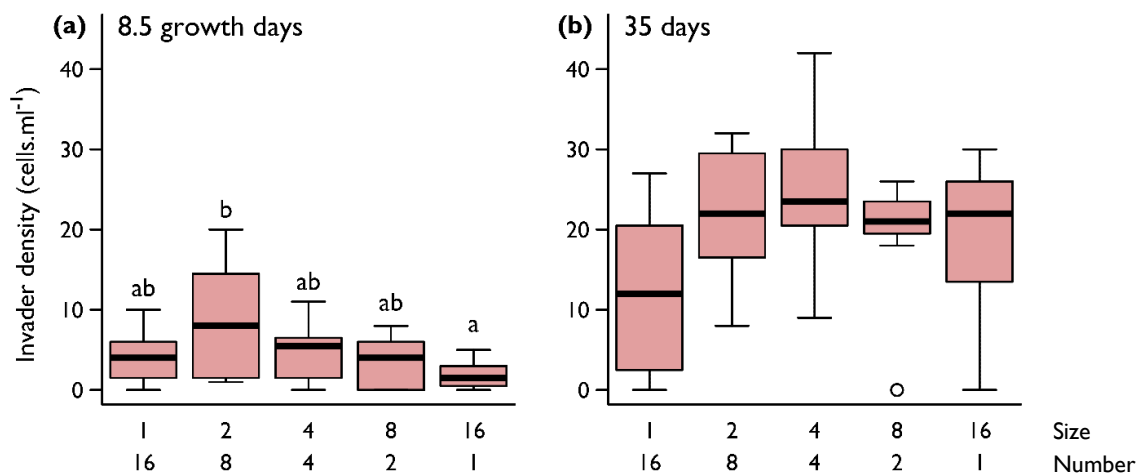 (a) 8.5 growth days
(b) 35 days
Invader density (cells.ml⁻¹)
40
30
20
10
0
ab
b
ab
ab
a
40
30
20
10
0
1 2 4 8 16
16 8 4 2 1
1 2 4 8 16 Size
16 8 4 2 1 Number